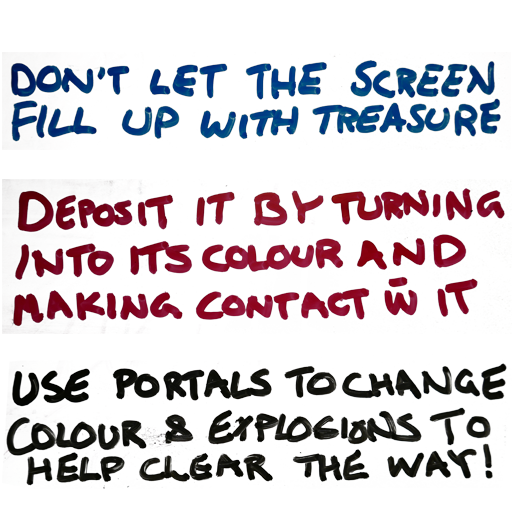 DON'T LET THE SCREEN
FILL UP WITH TREASURE
DEPOSIT IT BY TURNING
INTO ITS COLOUR AND
MAKING CONTACT W̄ IT
USE PORTALS TO CHANGE
COLOUR & EXPLOSIONS TO
HELP CLEAR THE WAY!